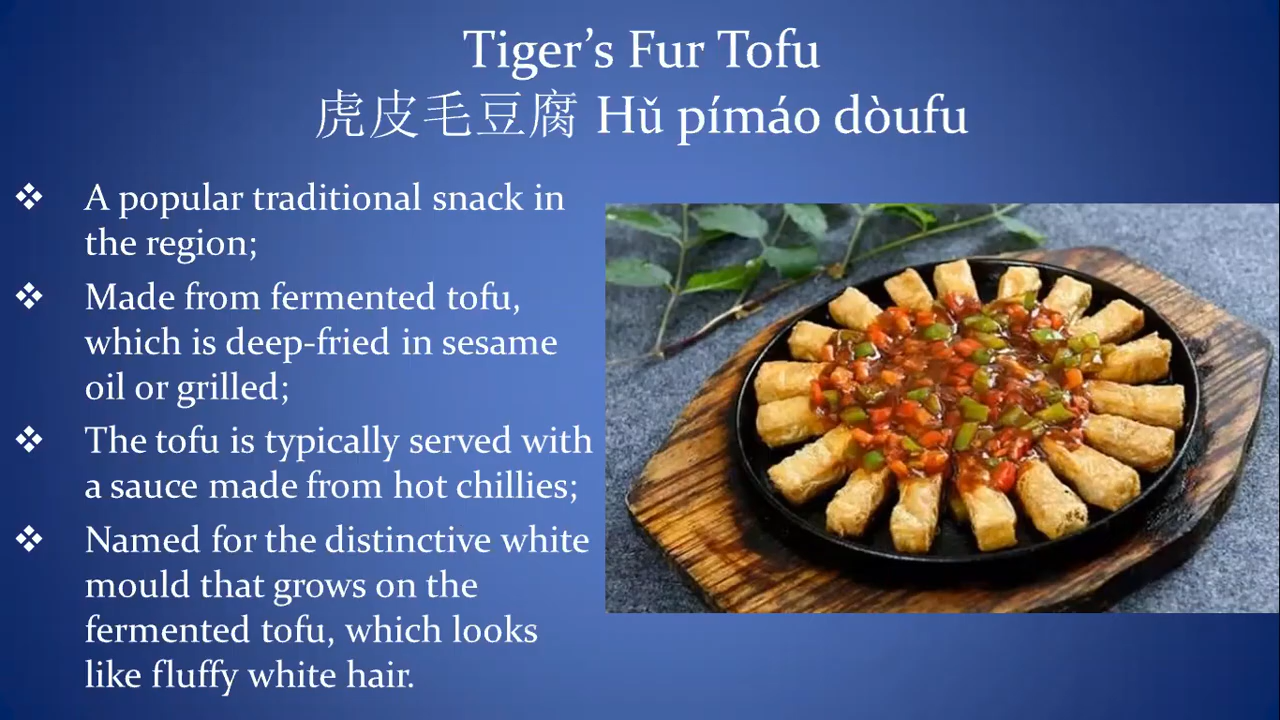 Tiger’s Fur Tofu
虎皮毛豆腐 Hǔ pímáo dòufu
❖ A popular traditional snack in
the region;
❖ Made from fermented tofu,
which is deep-fried in sesame
oil or grilled;
❖ The tofu is typically served with
a sauce made from hot chillies;
❖ Named for the distinctive white
mould that grows on the
fermented tofu, which looks
like fluffy white hair.